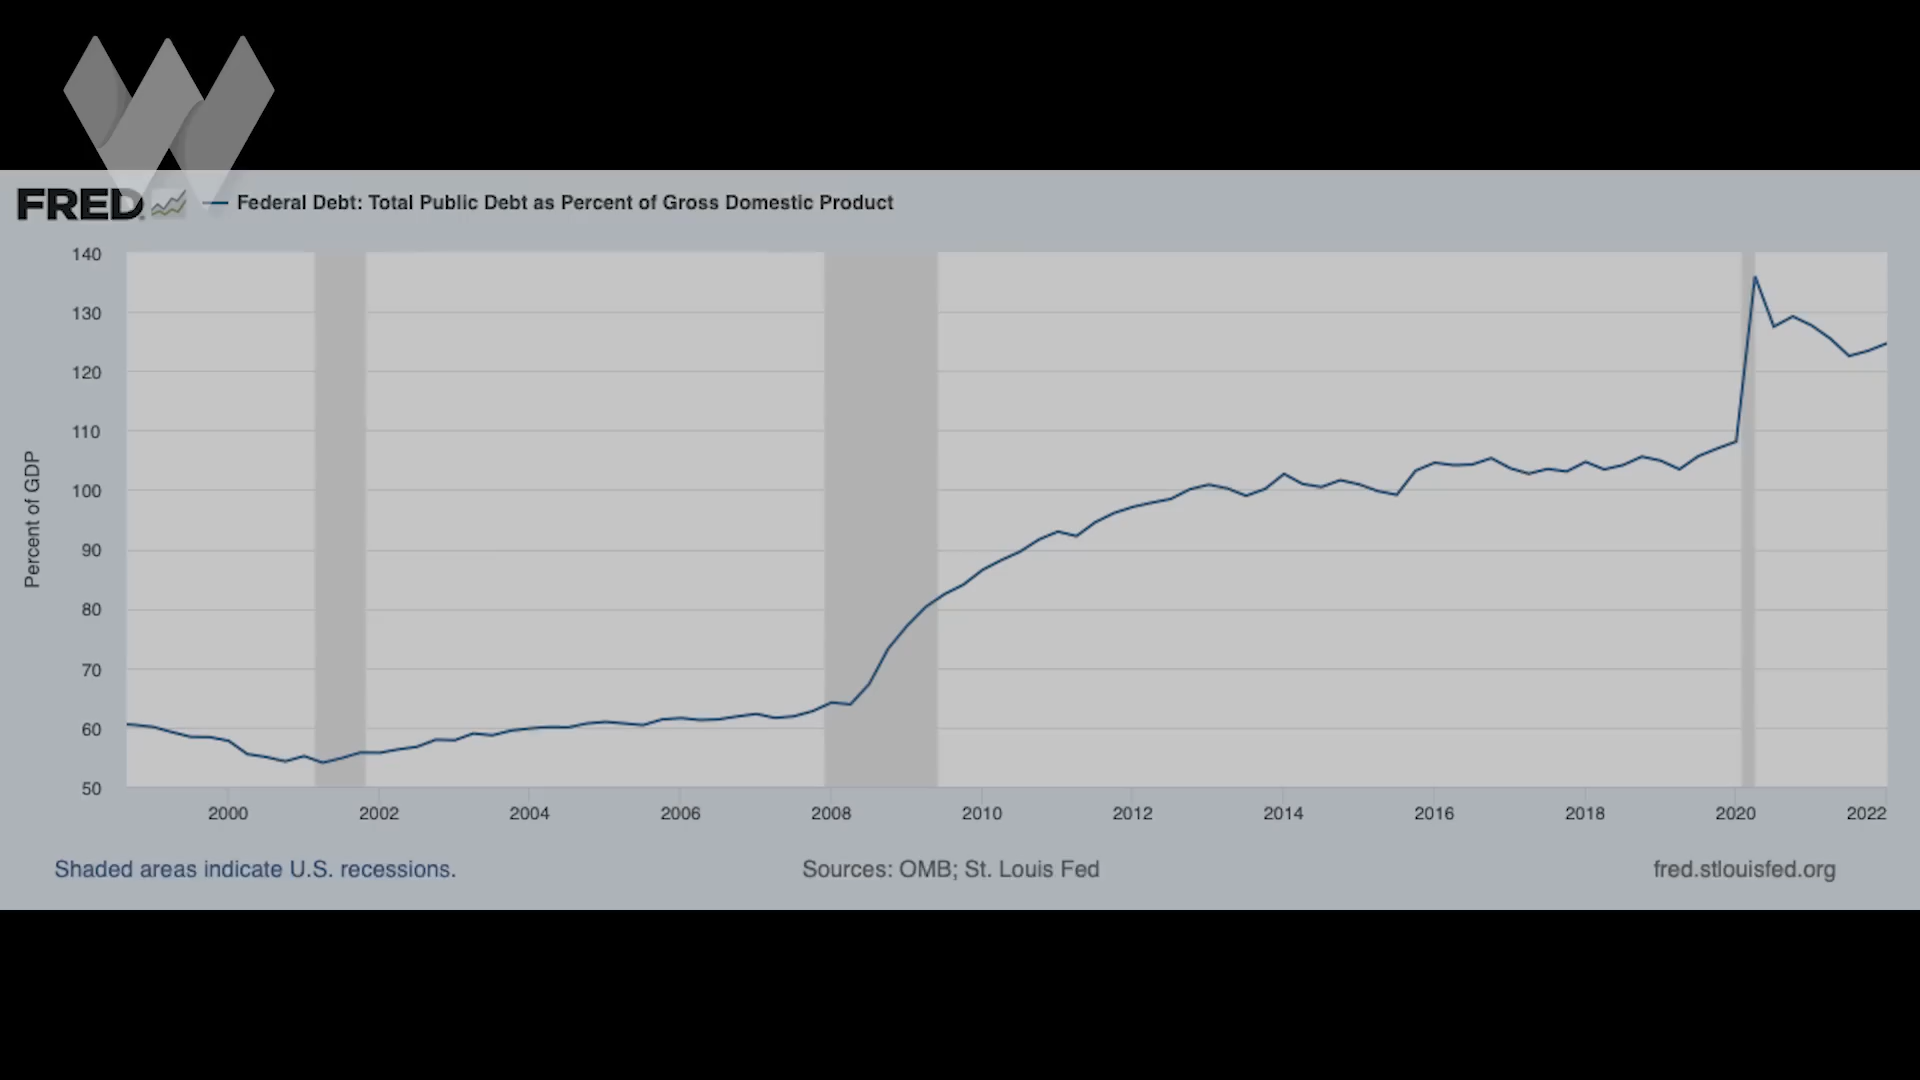 FRED
Federal Debt: Total Public Debt as Percent of Gross Domestic Product
140
130
120
110
100
90
80
70
60
50
Percent of GDP
2000 2002 2004 2006 2008 2010 2012 2014 2016 2018 2020 2022
Shaded areas indicate U.S. recessions. Sources: OMB; St. Louis Fed fred.stlouisfed.org